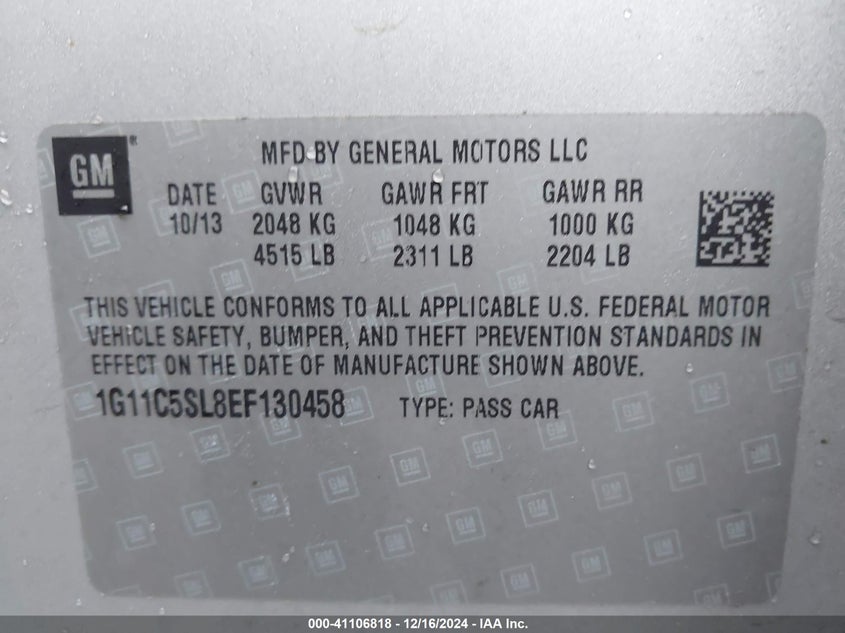 GM®
MFD BY GENERAL MOTORS LLC
DATE GVWR GAWR FRT GAWR RR
10/13 2048 KG 1048 KG 1000 KG
4515 LB 2311 LB 2204 LB
THIS VEHICLE CONFORMS TO ALL APPLICABLE U.S. FEDERAL MOTOR
VEHICLE SAFETY, BUMPER, AND THEFT PREVENTION STANDARDS IN
EFFECT ON THE DATE OF MANUFACTURE SHOWN ABOVE.
1G11C5SL8EF130458 TYPE: PASS CAR
000-41106818 - 12/16/2024 - IAA Inc.